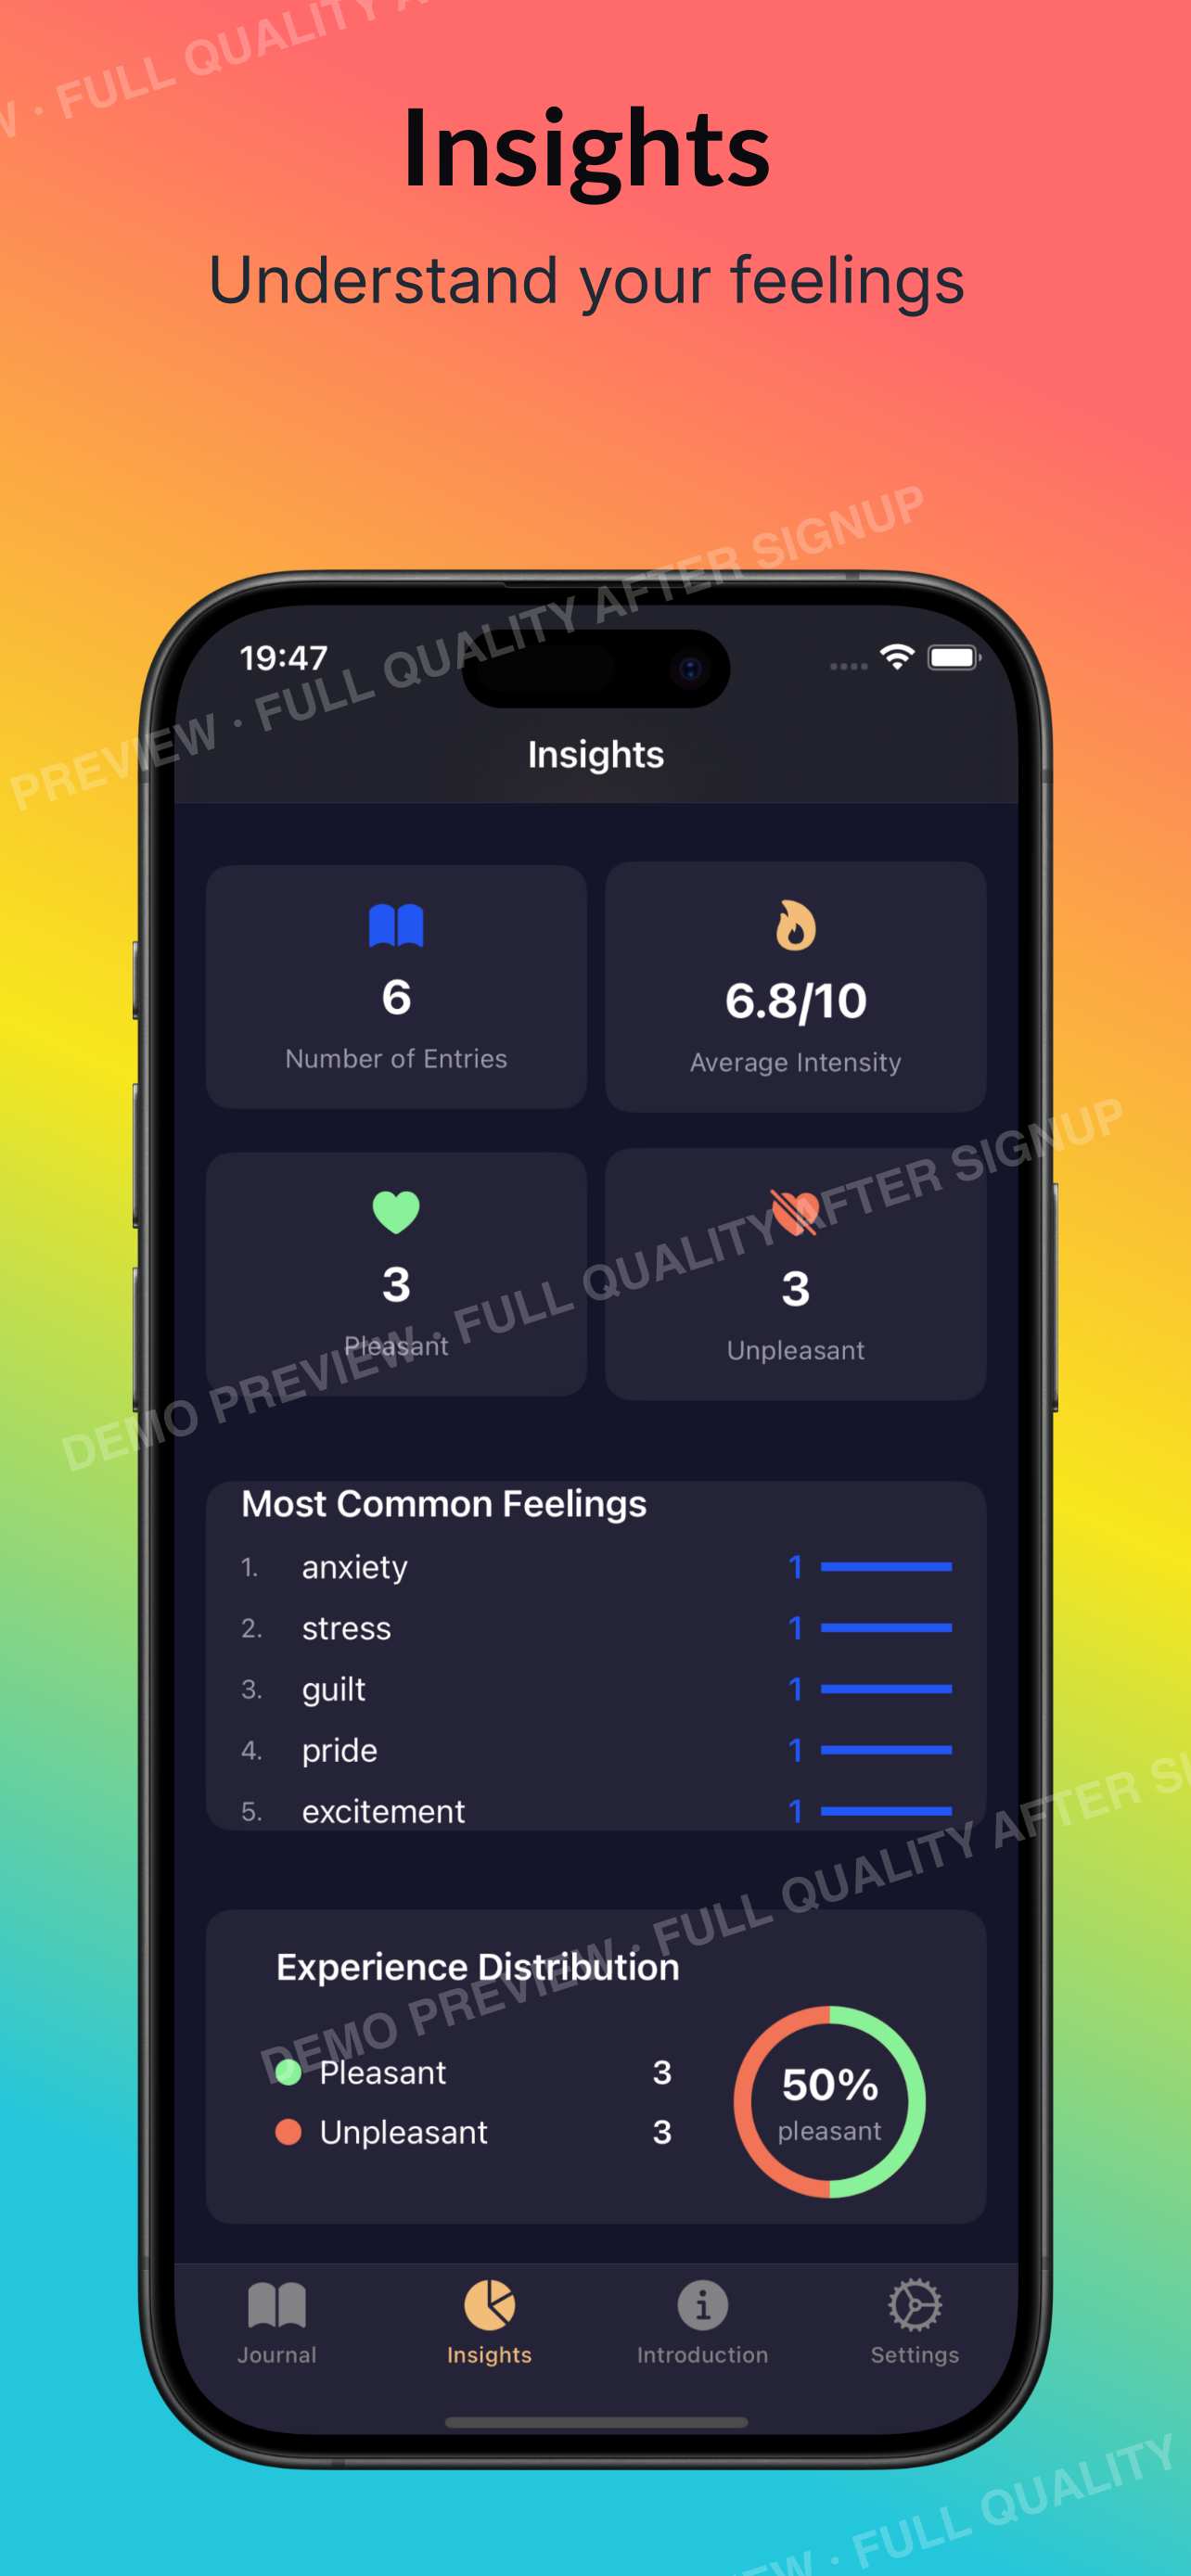 W · FULL QUALITY A
Insights
Understand your feelings
PREVIEW · FULL QUALITY AFTER SIGNUP
19:47
Insights
6
Number of Entries
6.8/10
Average Intensity
3
Pleasant
3
Unpleasant
DEMO PREVIEW · FULL QUALITY AFTER SIGNUP
Most Common Feelings
1. anxiety 1
2. stress 1
3. guilt 1
4. pride 1
5. excitement 1
DEMO PREVIEW · FULL QUALITY AFTER SI
Experience Distribution
Pleasant 3
Unpleasant 3
50%
pleasant
Journal
Insights
Introduction
Settings
EW · FULL QUALITY